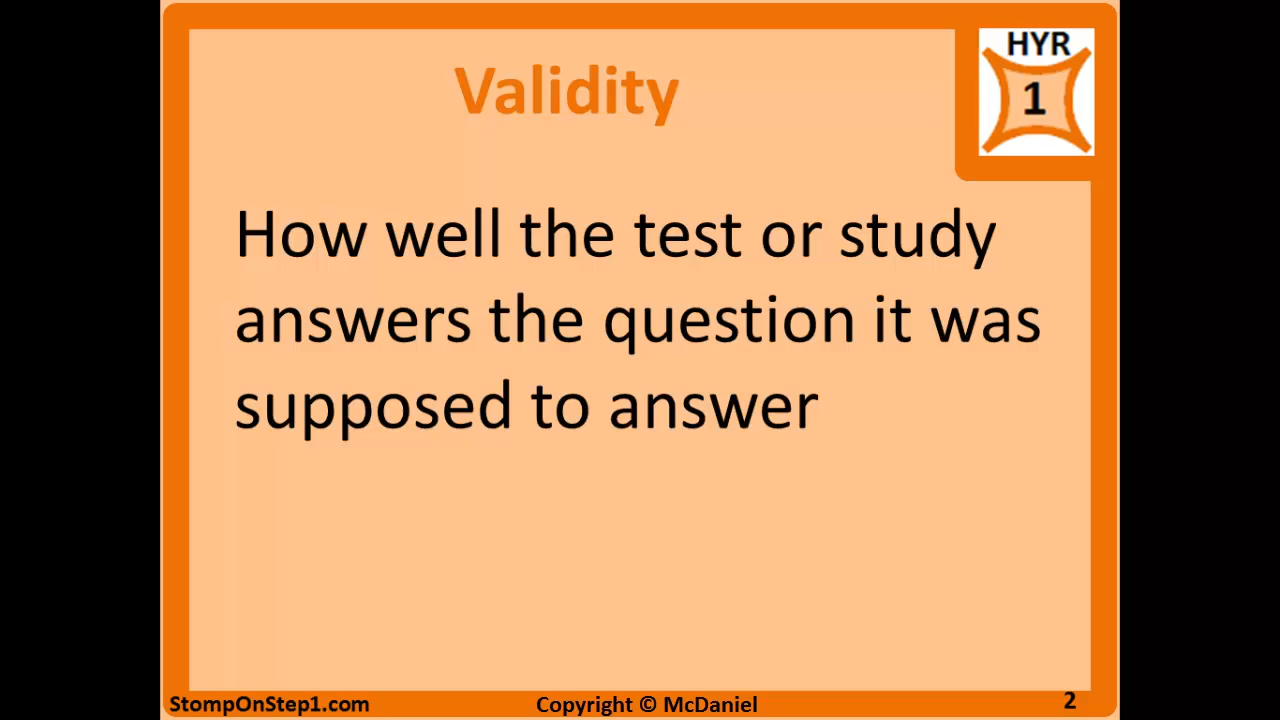 HYR
1
Validity
How well the test or study
answers the question it was
supposed to answer
StompOnStep1.com
Copyright © McDaniel
2